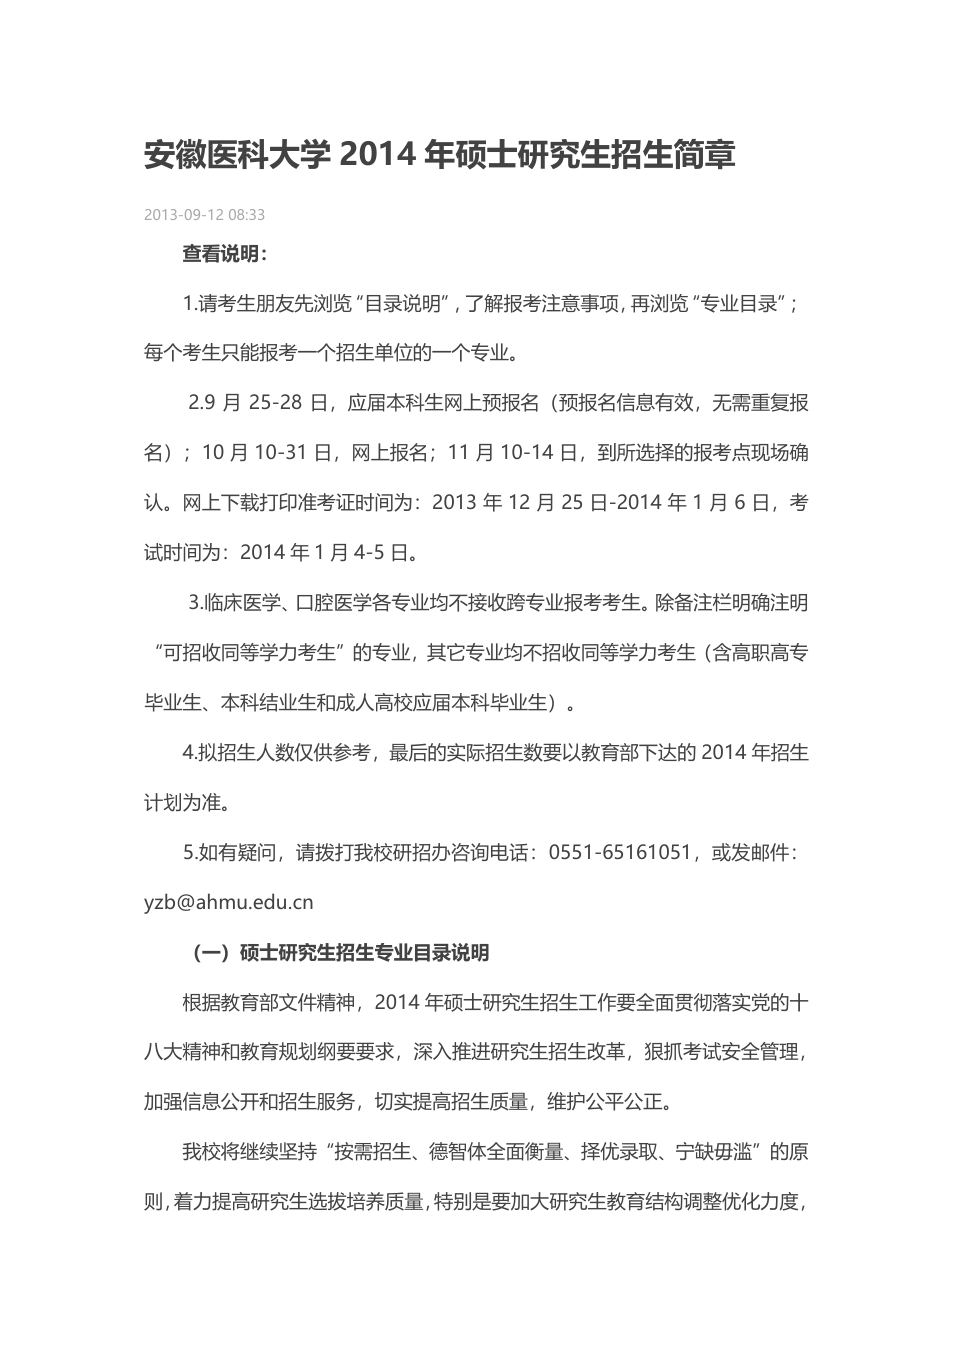 安徽医科大学 2014 年硕士研究生招生简章
2013-09-12 08:33
查看说明：
1.请考生朋友先浏览“目录说明”，了解报考注意事项，再浏览“专业目录”；
每个考生只能报考一个招生单位的一个专业。
2.9 月 25-28 日，应届本科生网上预报名（预报名信息有效，无需重复报
名）；10 月 10-31 日，网上报名；11 月 10-14 日，到所选择的报考点现场确
认。网上下载打印准考证时间为：2013 年 12 月 25 日-2014 年 1 月 6 日，考
试时间为：2014 年 1 月 4-5 日。
3.临床医学、口腔医学各专业均不接收跨专业报考考生。除备注栏明确注明
“可招收同等学力考生”的专业，其它专业均不招收同等学力考生（含高职高专
毕业生、本科结业生和成人高校应届本科毕业生）。
4.拟招生人数仅供参考，最后的实际招生数要以教育部下达的 2014 年招生
计划为准。
5.如有疑问，请拨打我校研招办咨询电话：0551-65161051，或发邮件：
yzb@ahmu.edu.cn
（一）硕士研究生招生专业目录说明
根据教育部文件精神，2014 年硕士研究生招生工作要全面贯彻落实党的十
八大精神和教育规划纲要要求，深入推进研究生招生改革，狠抓考试安全管理，
加强信息公开和招生服务，切实提高招生质量，维护公平公正。
我校将继续坚持“按需招生、德智体全面衡量、择优录取、宁缺毋滥”的原
则，着力提高研究生选拔培养质量，特别是要加大研究生教育结构调整优化力度，